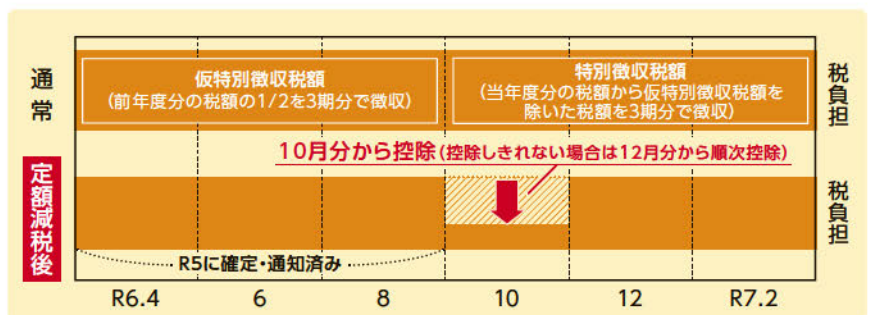 通常
仮特別徴収税額
(前年度分の税額の1/2を3期分で徴収)
特別徴収税額
(当年度分の税額から仮特別徴収税額を
除いた税額を3期分で徴収)
税負担
10月分から控除(控除しきれない場合は12月分から順次控除)
定額減税後
税負担
R5に確定・通知済み
R6.4 6 8 10 12 R7.2